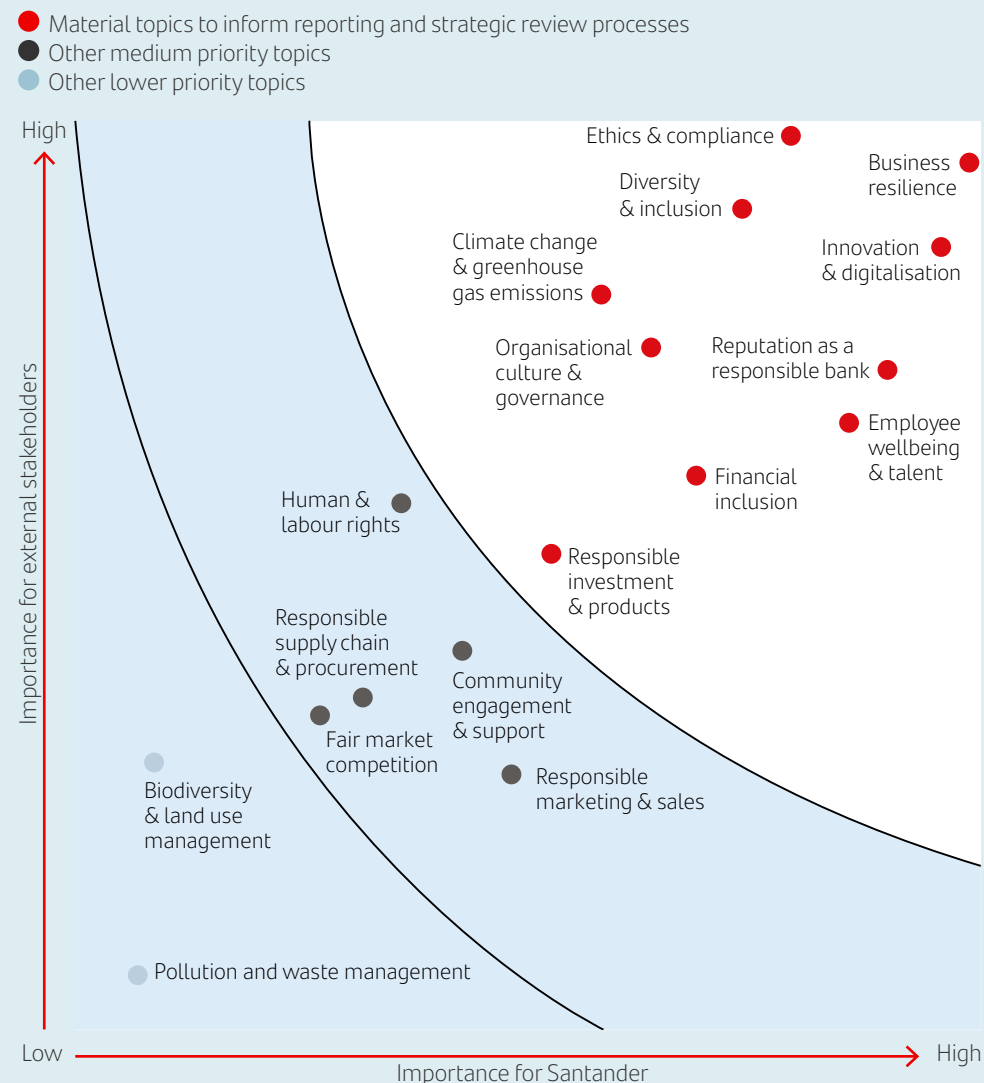 Material topics to inform reporting and strategic review processes
Other medium priority topics
Other lower priority topics
High
Ethics & compliance
Business
resilience
Diversity
& inclusion
Innovation
& digitalisation
Climate change
& greenhouse
gas emissions
Organisational
culture &
governance
Reputation as a
responsible bank
Employee
wellbeing
& talent
Financial
inclusion
Human &
labour rights
Responsible
investment
& products
Responsible
supply chain
& procurement
Community
engagement
& support
Fair market
competition
Responsible
marketing & sales
Biodiversity
& land use
management
Pollution and waste management
Importance for external stakeholders
Low
High
Importance for Santander